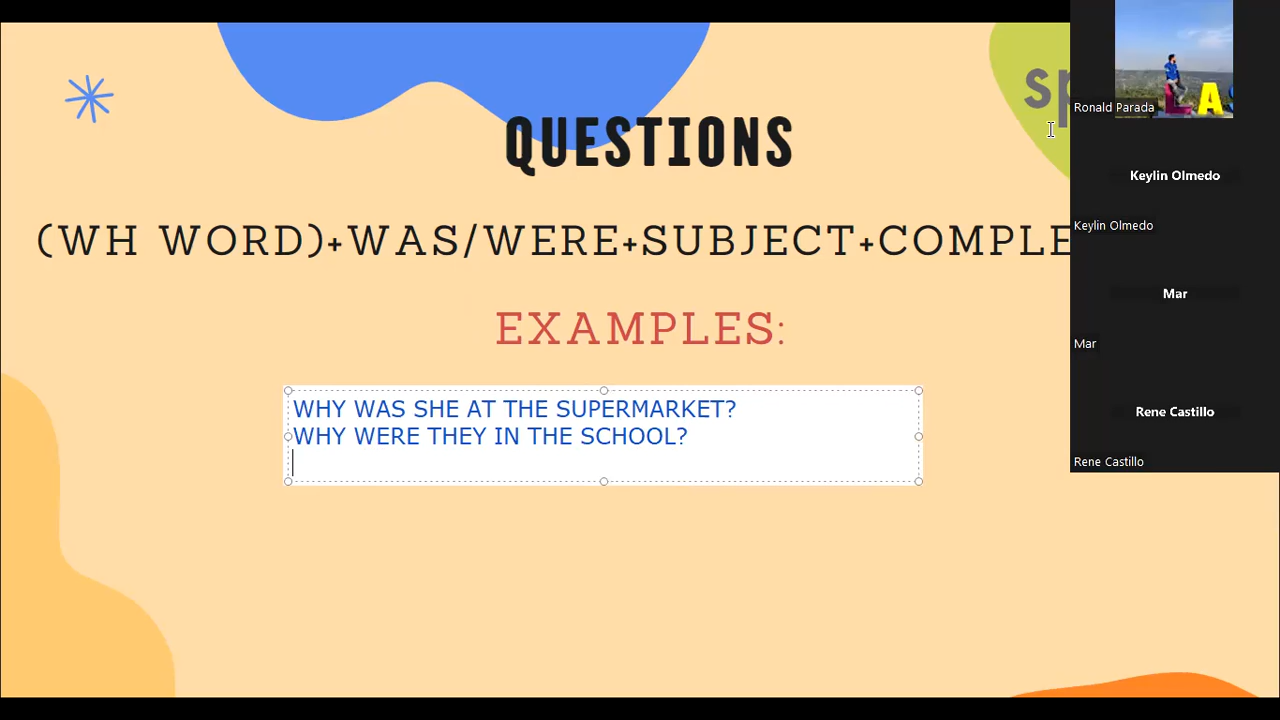 QUESTIONS
(WH WORD)+WAS/WERE+SUBJECT+COMPLE
EXAMPLES:
WHY WAS SHE AT THE SUPERMARKET?
WHY WERE THEY IN THE SCHOOL?
Ronald Parada
Keylin Olmedo
Keylin Olmedo
Mar
Mar
Rene Castillo
Rene Castillo